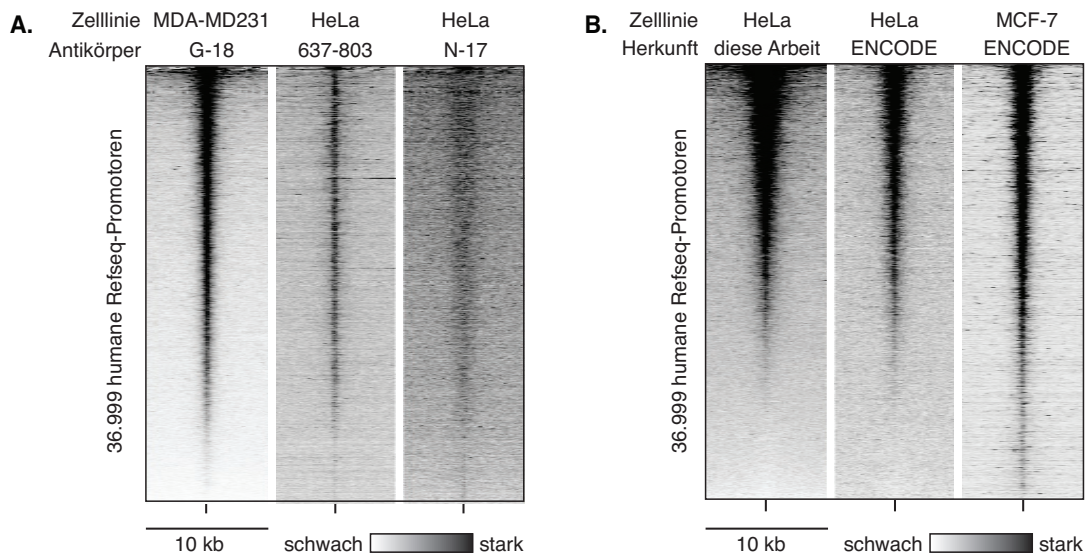 A.
Zelllinie MDA-MD231 HeLa HeLa
Antikörper G-18 637-803 N-17
36.999 humane Refseq-Promotoren
10 kb schwach stark
B.
Zelllinie HeLa HeLa MCF-7
Herkunft diese Arbeit ENCODE ENCODE
36.999 humane Refseq-Promotoren
10 kb schwach stark